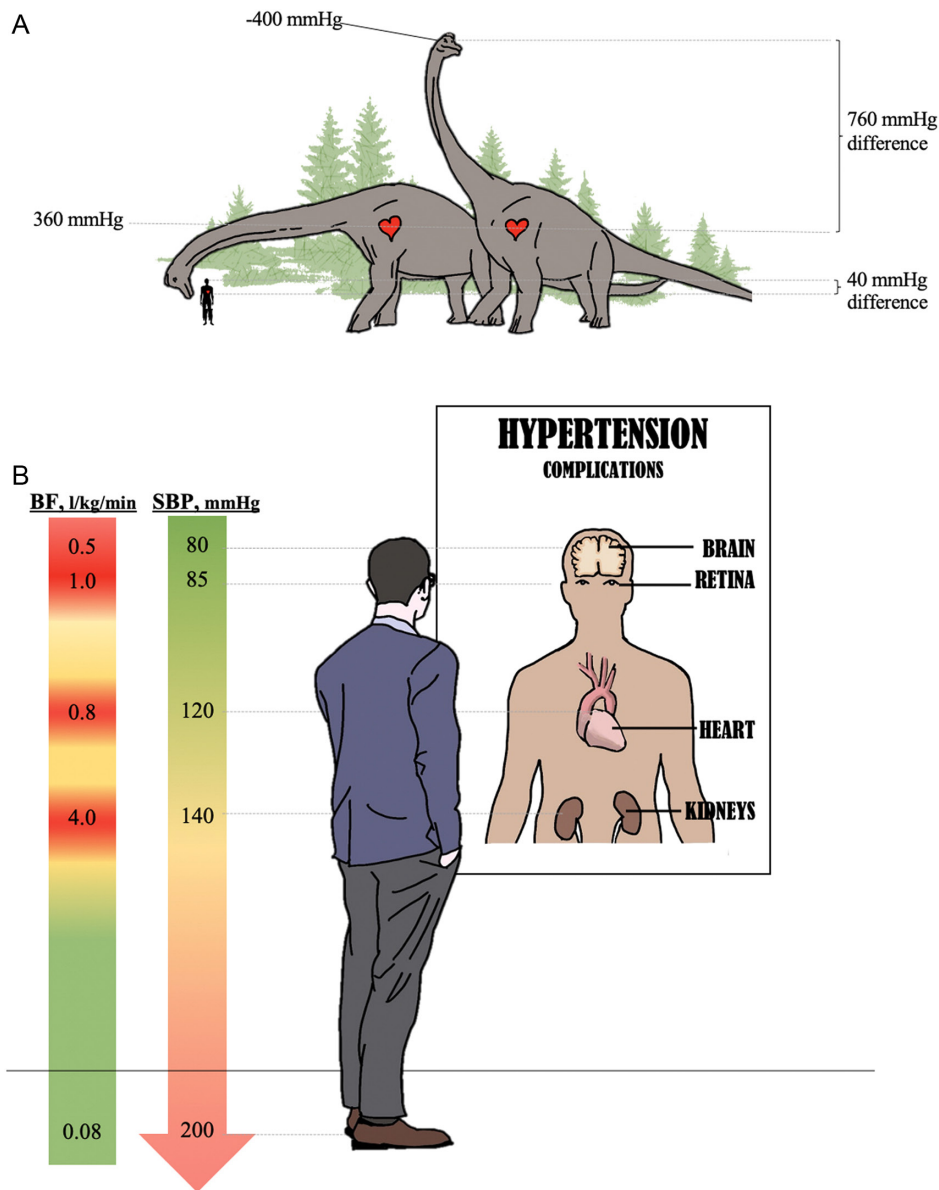 A
-400 mmHg
760 mmHg
difference
360 mmHg
40 mmHg
difference
B
HYPERTENSION
COMPLICATIONS
BF, l/kg/min
SBP, mmHg
0.5
80
BRAIN
1.0
85
RETINA
0.8
120
HEART
4.0
140
KIDNEYS
0.08
200